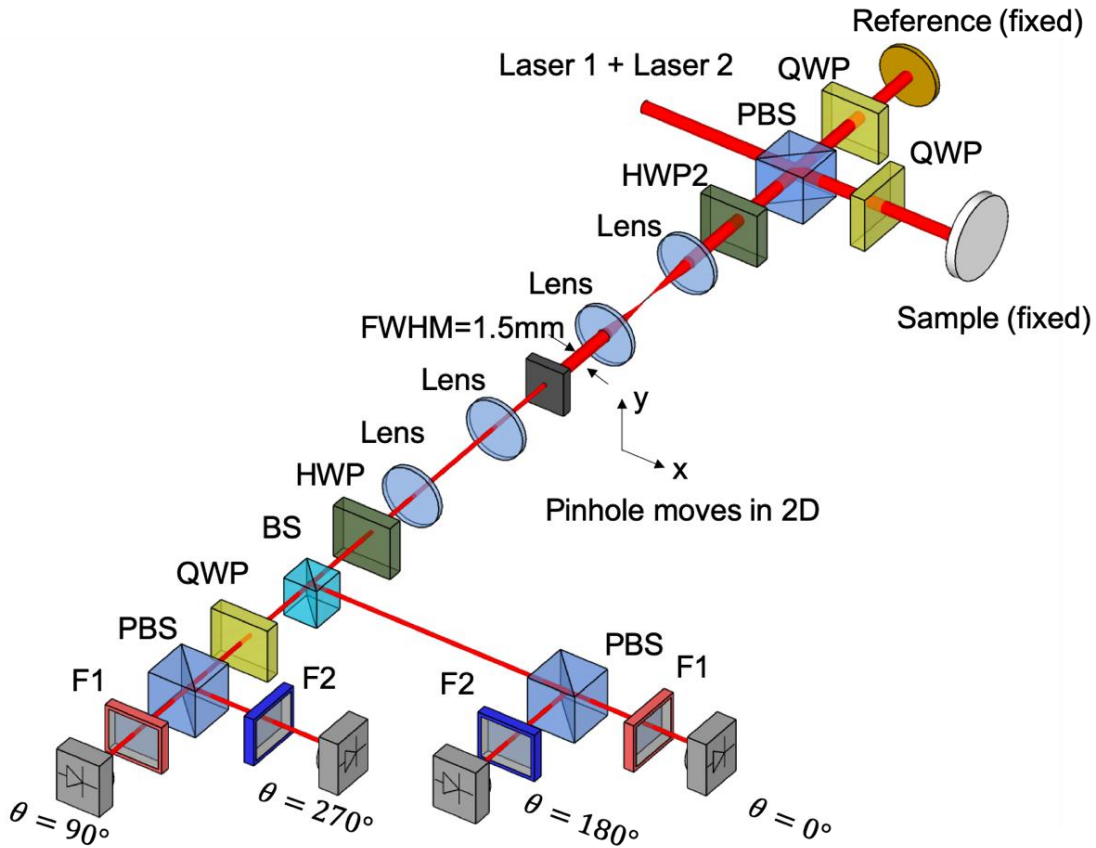 Reference (fixed)
Laser 1 + Laser 2
QWP
PBS
QWP
HWP2
Lens
Sample (fixed)
Lens
FWHM=1.5mm
Lens
y
x
Lens
Pinhole moves in 2D
HWP
BS
QWP
PBS
PBS
F1
F2
F2
F1
θ = 90°
θ = 270°
θ = 180°
θ = 0°